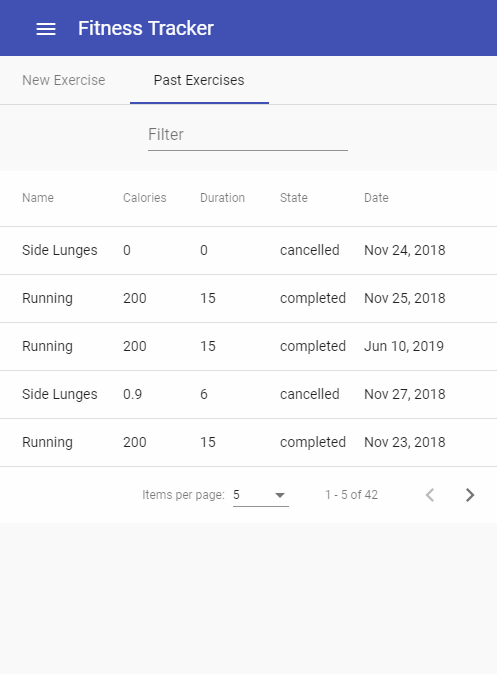 Fitness Tracker
New Exercise Past Exercises
Filter
Name Calories Duration State Date
Side Lunges 0 0 cancelled Nov 24, 2018
Running 200 15 completed Nov 25, 2018
Running 200 15 completed Jun 10, 2019
Side Lunges 0.9 6 cancelled Nov 27, 2018
Running 200 15 completed Nov 23, 2018
Items per page: 5 1 - 5 of 42